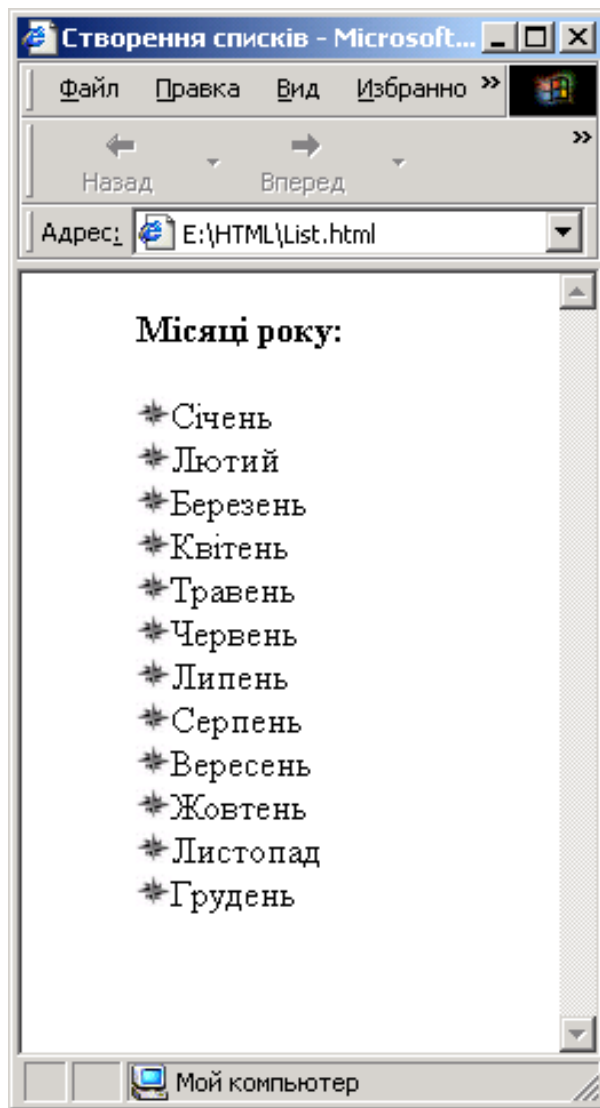 Створення списків - Microsoft...
Файл Правка Вид Избранно »
Назад Вперед »
Адрес: E:\HTML\List.html
Місяці року:
Січень
Лютий
Березень
Квітень
Травень
Червень
Липень
Серпень
Вересень
Жовтень
Листопад
Грудень
Мой компьютер